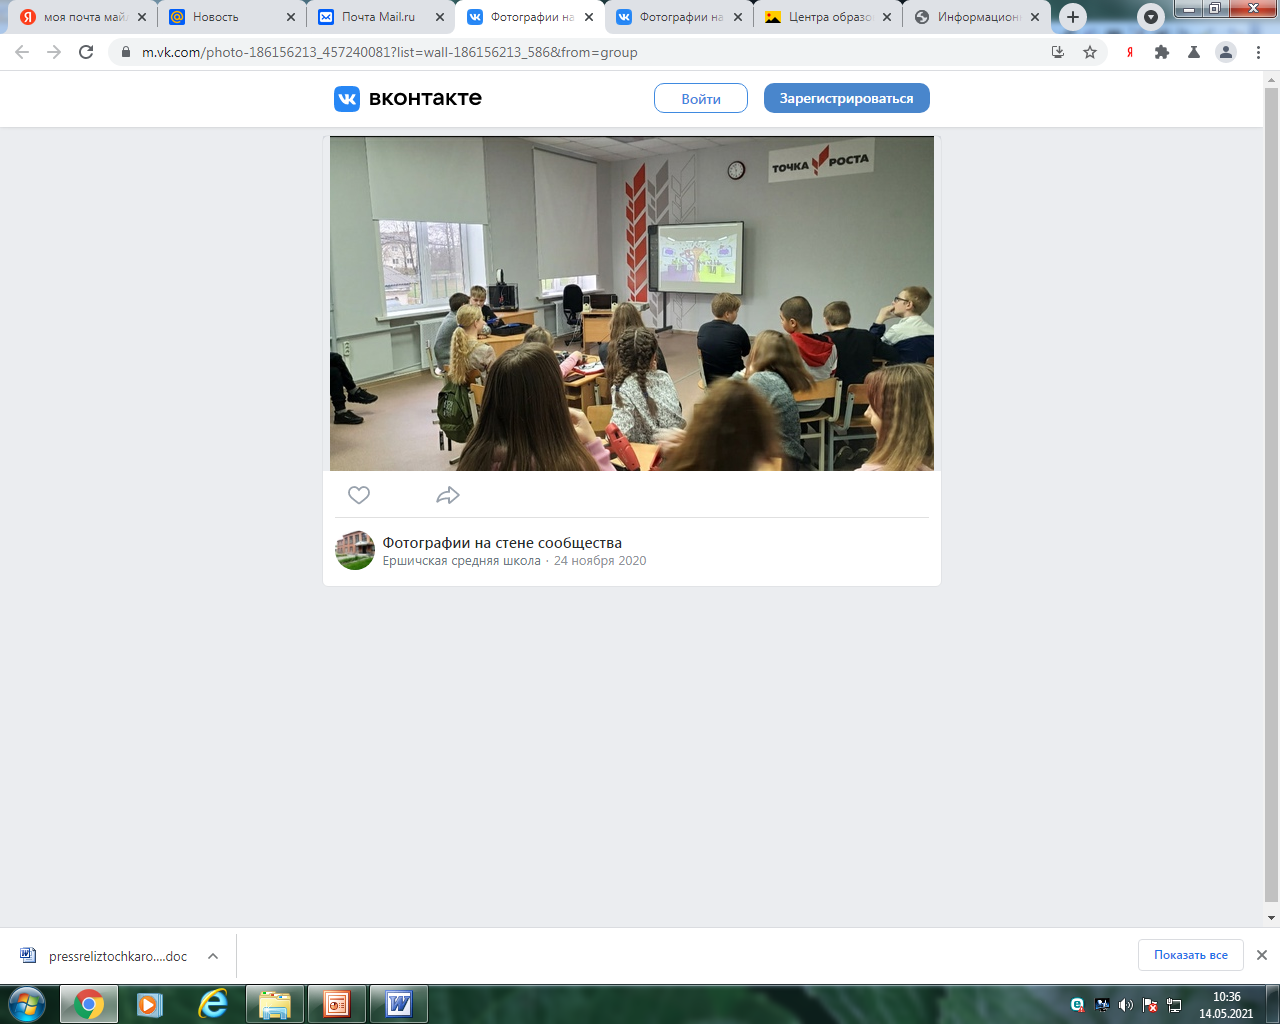 моя почта майл
Новость
Почта Mail.ru
Фотографии на
Фотографии на
Центра образо
Информацион
m.vk.com/photo-186156213_457240081?list=wall-186156213_586&from=group
вконтакте
Войти
Зарегистрироваться
ТОЧКА РОСТА
Фотографии на стене сообщества
Ершичская средняя школа · 24 ноября 2020
pressreliztochkaro....doc
Показать все
10:36
14.05.2021